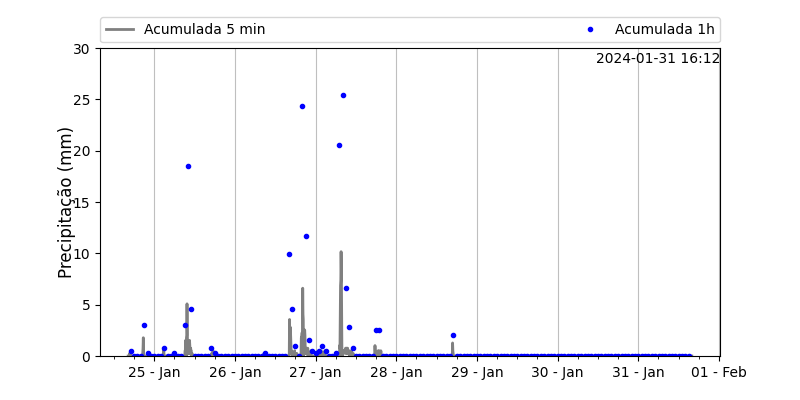 Acumulada 5 min
Acumulada 1h
2024-01-31 16:12
Precipitação (mm)
30
25
20
15
10
5
0
25 - Jan
26 - Jan
27 - Jan
28 - Jan
29 - Jan
30 - Jan
31 - Jan
01 - Feb